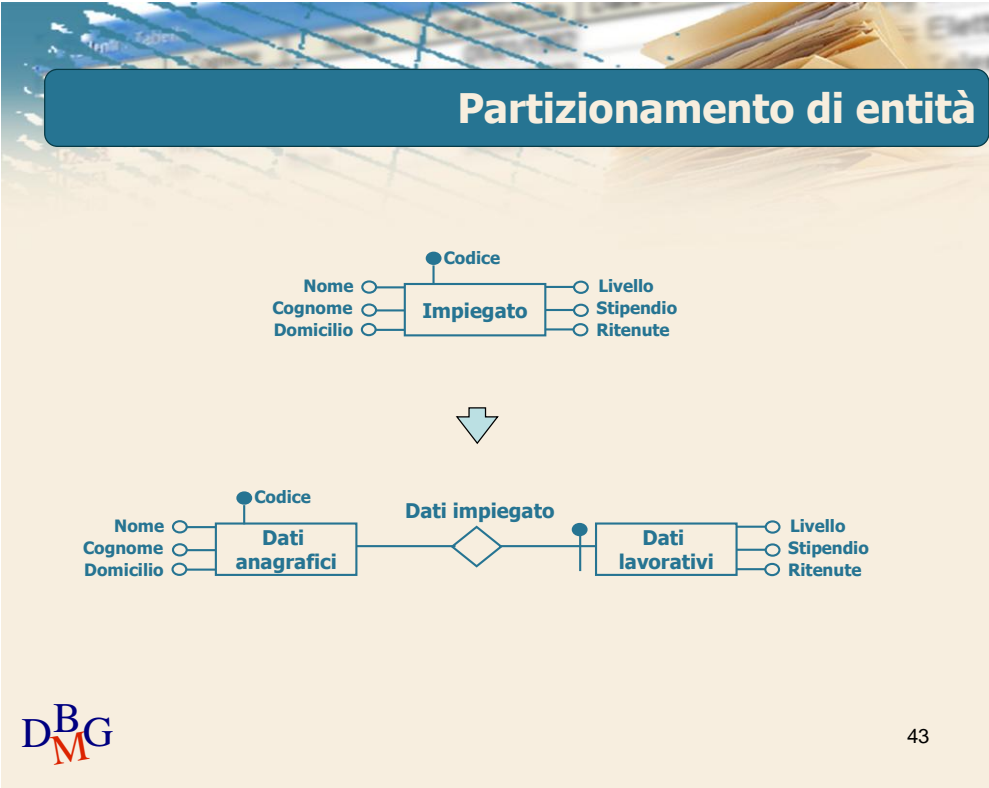 Partizionamento di entità
Codice
Nome
Livello
Cognome
Impiegato
Stipendio
Domicilio
Ritenute
Codice
Dati impiegato
Nome
Dati
Dati
Livello
Cognome
Stipendio
Domicilio
anagrafici
lavorativi
Ritenute
DBMG
43